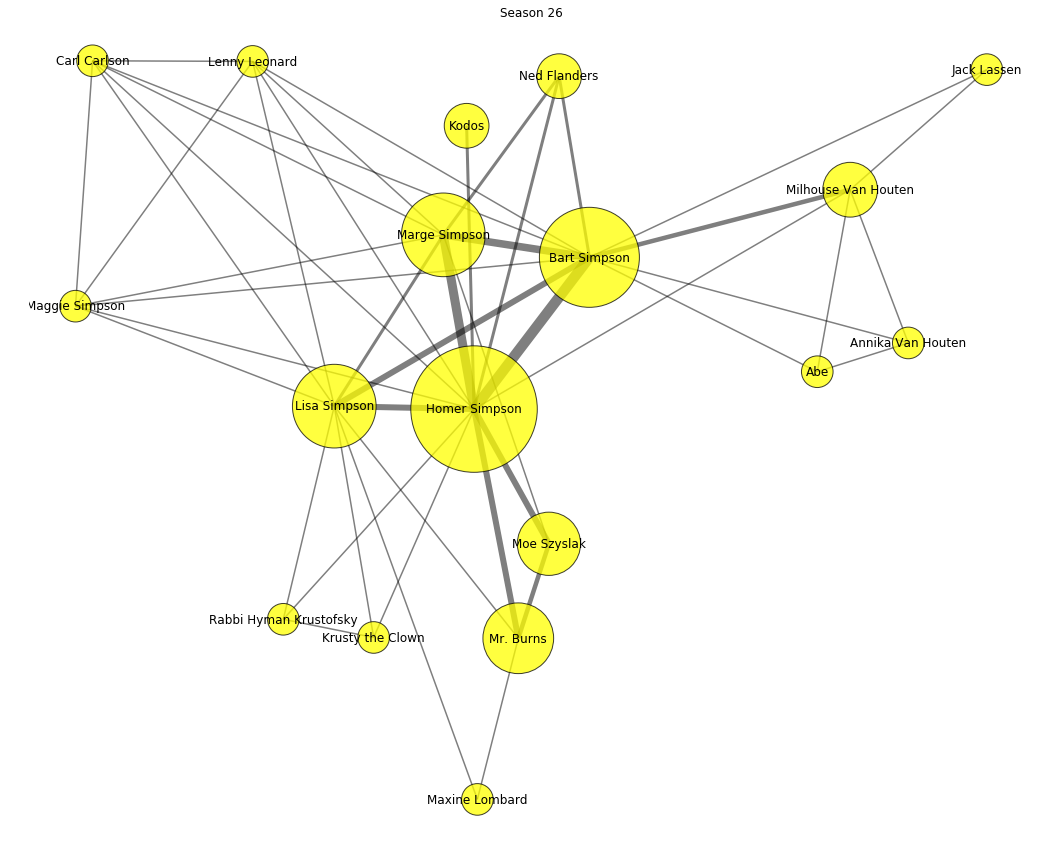 Season 26
Carl Carlson
Lenny Leonard
Ned Flanders
Jack Lassen
Kodos
Milhouse Van Houten
Marge Simpson
Bart Simpson
Maggie Simpson
Annika Van Houten
Abe
Lisa Simpson
Homer Simpson
Moe Szyslak
Rabbi Hyman Krustofsky
Krusty the Clown
Mr. Burns
Maxine Lombard